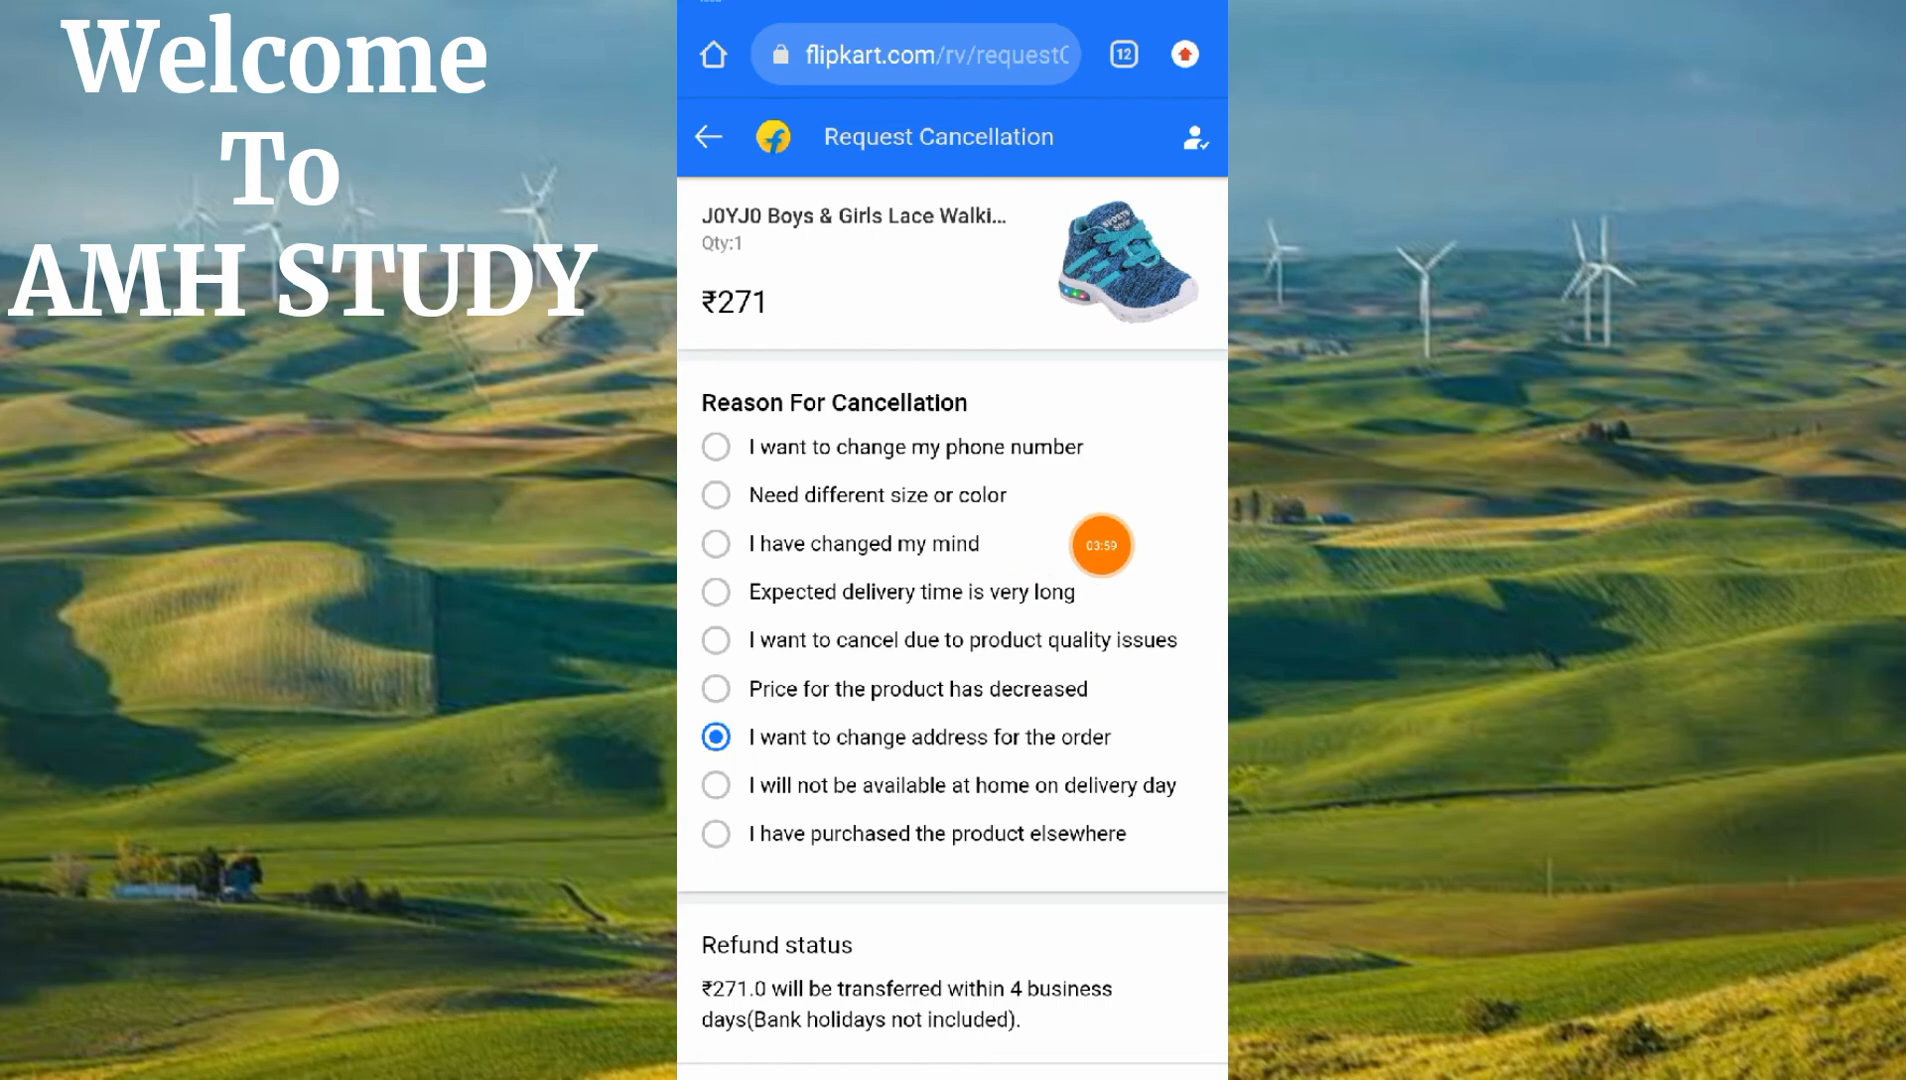 Welcome
To
AMH STUDY
flipkart.com/rv/request
12
Request Cancellation
J0YJ0 Boys & Girls Lace Walki...
Qty:1
₹271
Reason For Cancellation
I want to change my phone number
Need different size or color
I have changed my mind
03:59
Expected delivery time is very long
I want to cancel due to product quality issues
Price for the product has decreased
I want to change address for the order
I will not be available at home on delivery day
I have purchased the product elsewhere
Refund status
₹271.0 will be transferred within 4 business
days(Bank holidays not included).